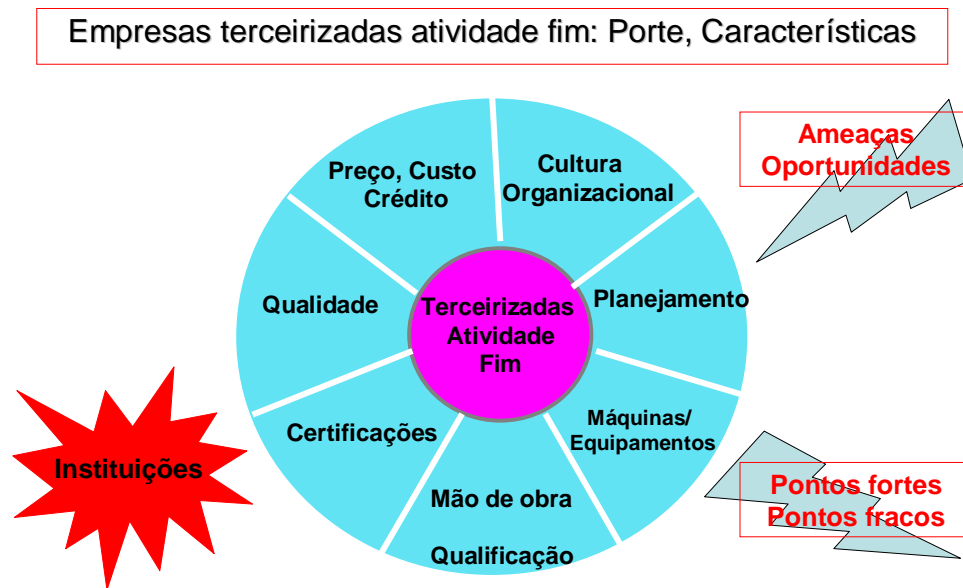 Empresas terceirizadas atividade fim: Porte, Características
Ameaças
Oportunidades
Preço, Custo
Crédito
Cultura
Organizacional
Qualidade
Terceirizadas
Atividade
Fim
Planejamento
Certificações
Máquinas/
Equipamentos
Instituições
Mão de obra
Qualificação
Pontos fortes
Pontos fracos